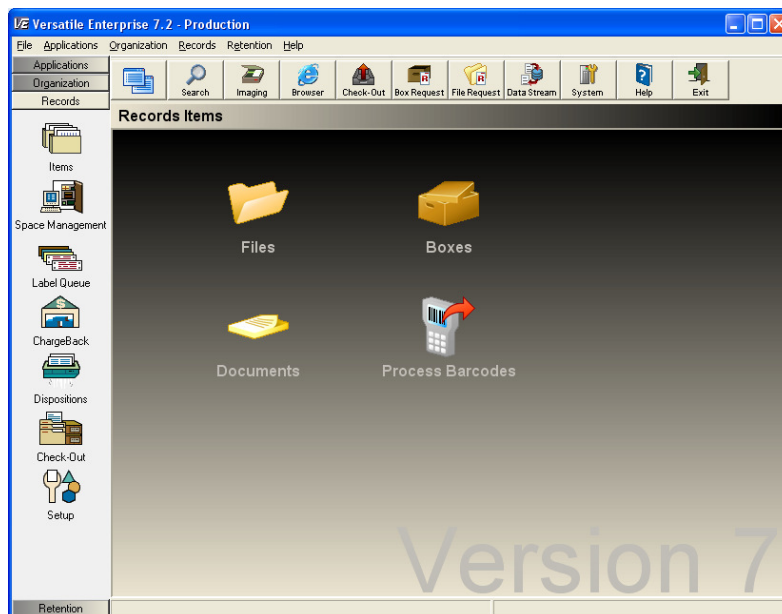 VE Versatile Enterprise 7.2 - Production
File Applications Organization Records Retention Help
Applications
Organization
Records
Search Imaging Browser Check-Out Box Request File Request Data Stream System Help Exit
Records Items
Items
Space Management
Label Queue
ChargeBack
Dispositions
Check-Out
Setup
Files
Boxes
Documents
Process Barcodes
Version 7
Retention